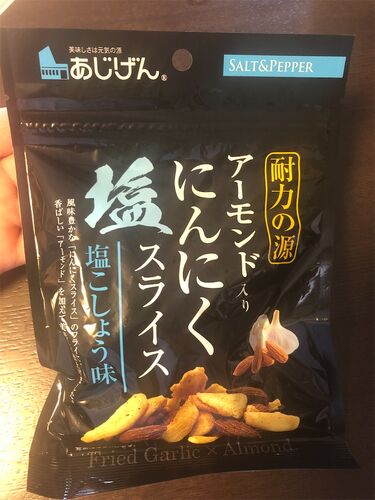 美味しさは元気の源
あじげん®
SALT&PEPPER
耐力の源
アーモンド入り
にんにく
スライス
塩
塩こしょう味
風味豊かな「にんにくスライス」のフライ
香ばしい「アーモンド」を加えて
Fried Garlic × Almond